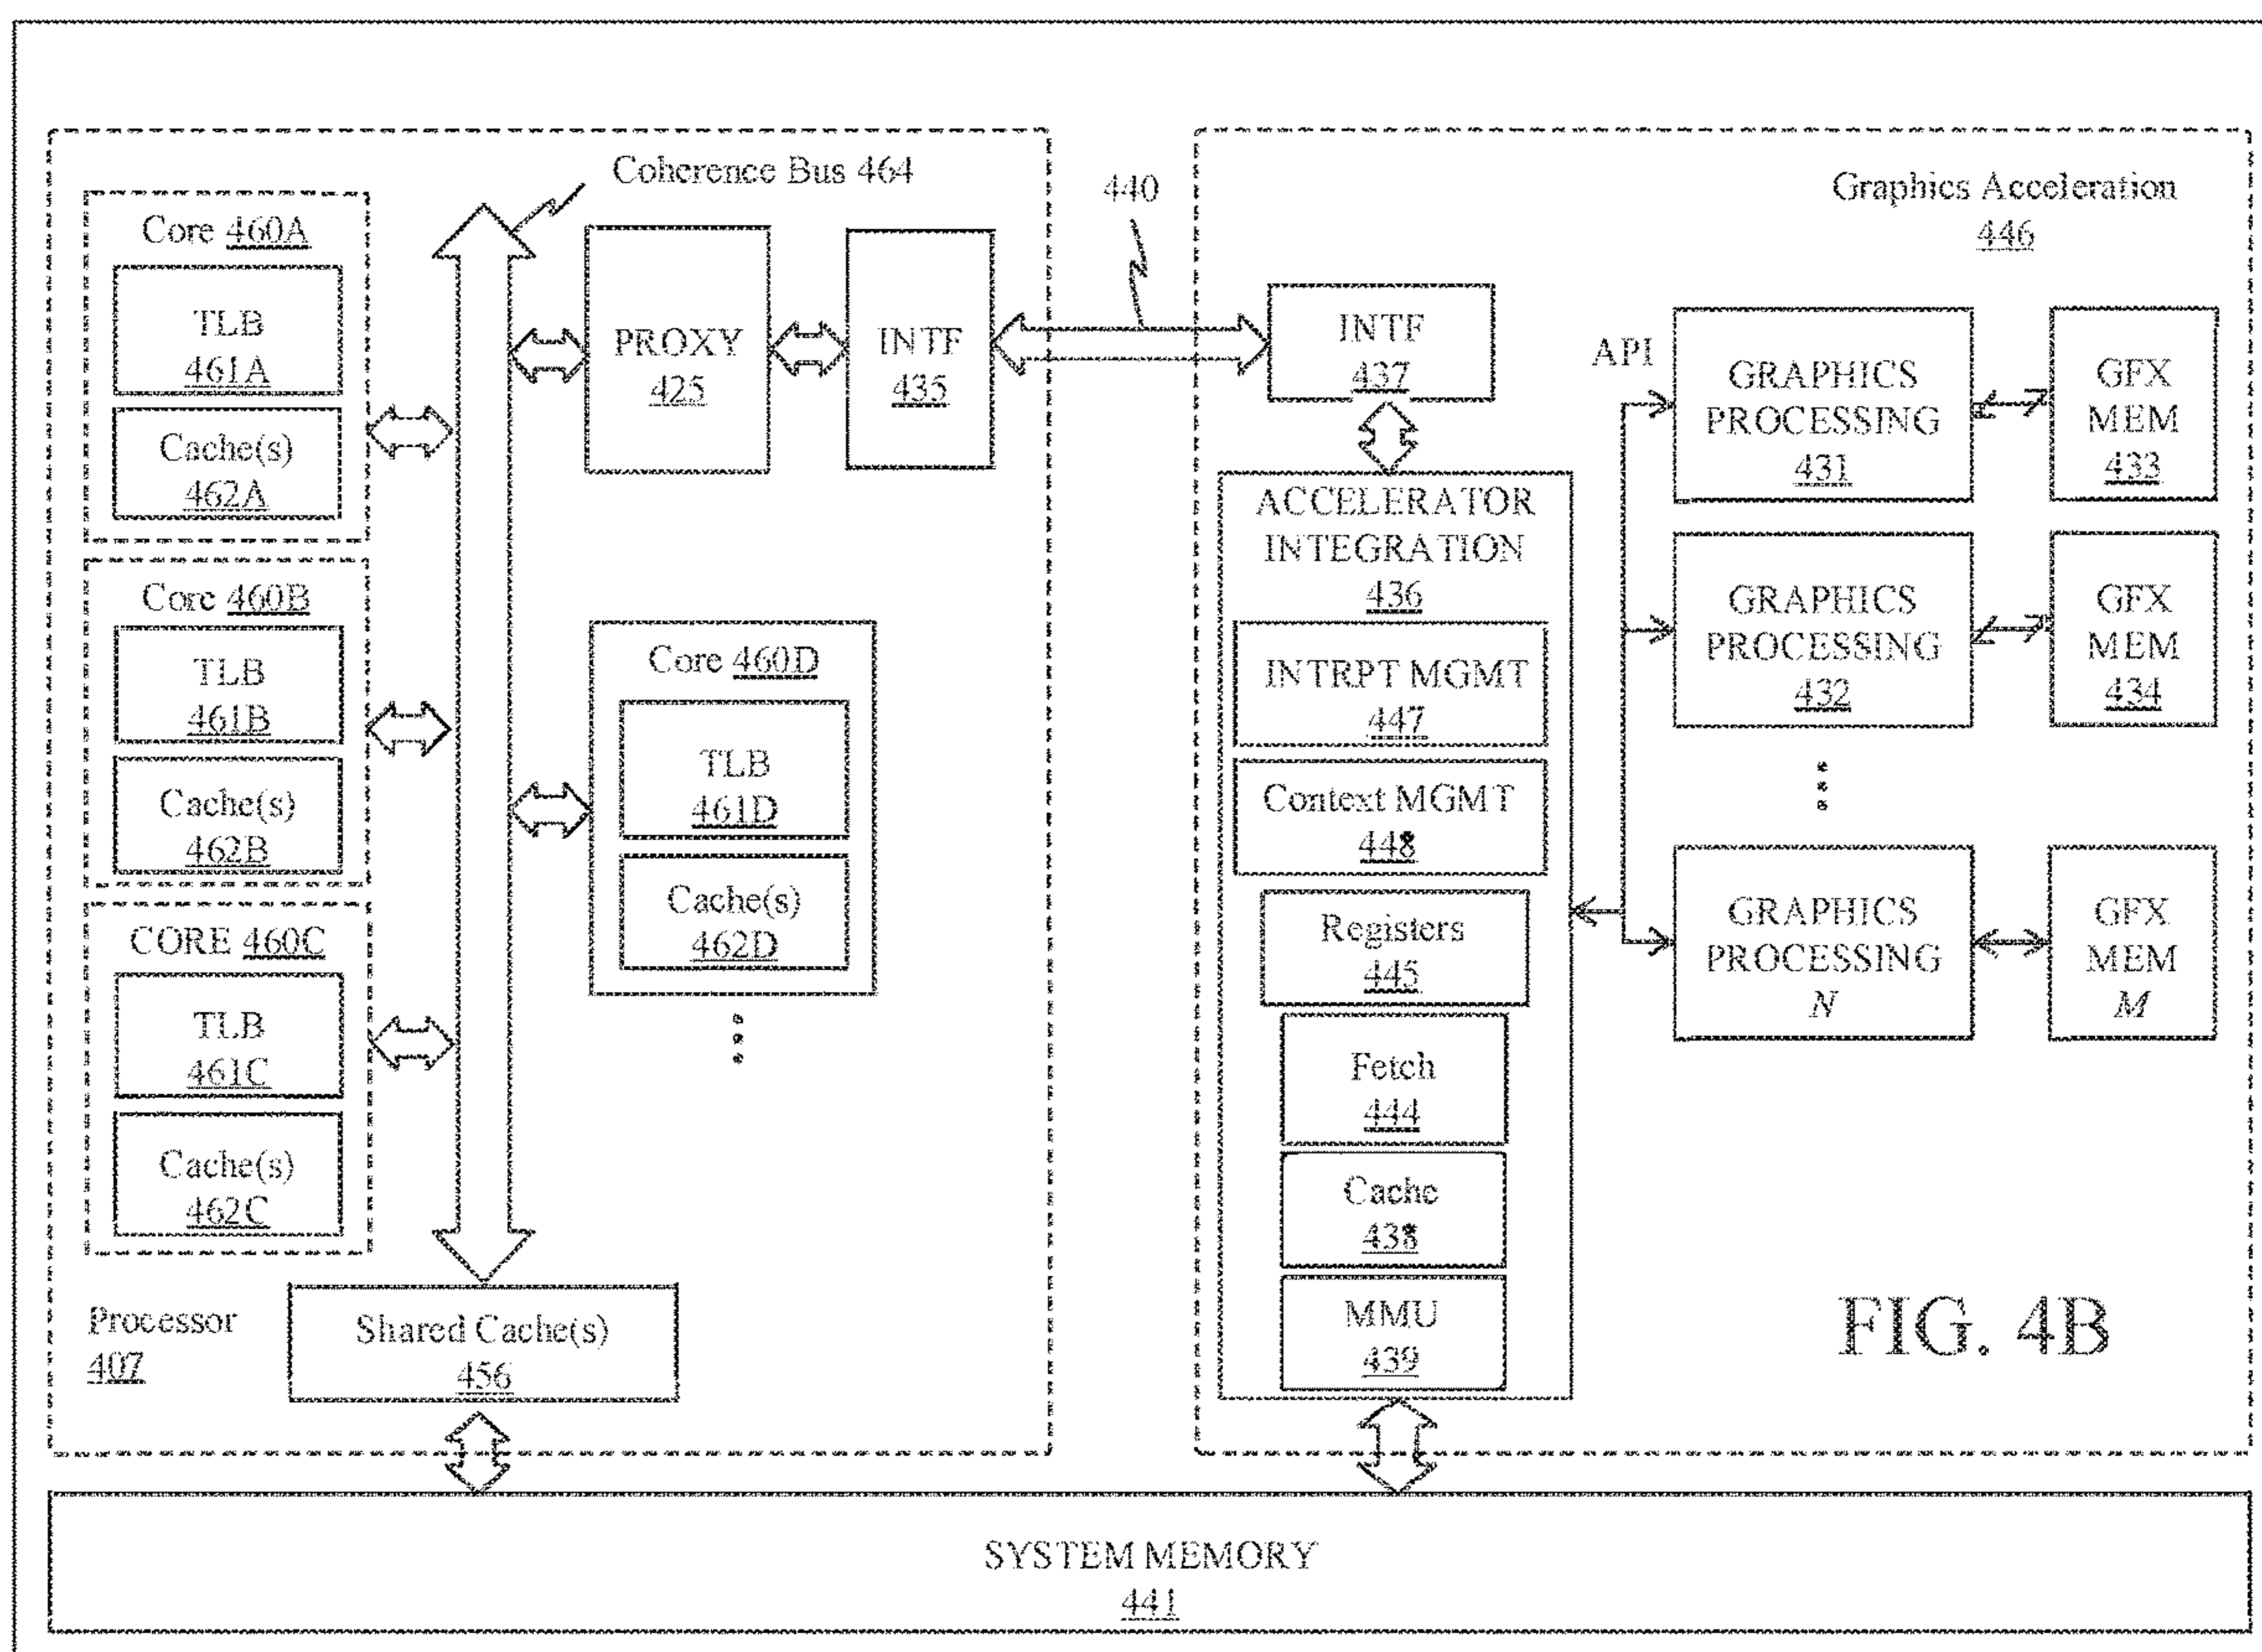 Coherence Bus 464
Core 460A
TLB
461A
Cache(s)
462A
Core 460B
TLB
461B
Cache(s)
462B
CORE 460C
TLB
461C
Cache(s)
462C
PROXY
425
INTF
435
Core 460D
TLB
461D
Cache(s)
462D
Processor
407
Shared Cache(s)
456
440
Graphics Acceleration
446
INTF
437
ACCELERATOR
INTEGRATION
436
INTRPT MGMT
447
Context MGMT
448
Registers
445
Fetch
444
Cache
438
MMU
439
API
GRAPHICS
PROCESSING
431
GFX
MEM
433
GRAPHICS
PROCESSING
432
GFX
MEM
434
GRAPHICS
PROCESSING
N
GFX
MEM
M
FIG. 4B
SYSTEM MEMORY
441